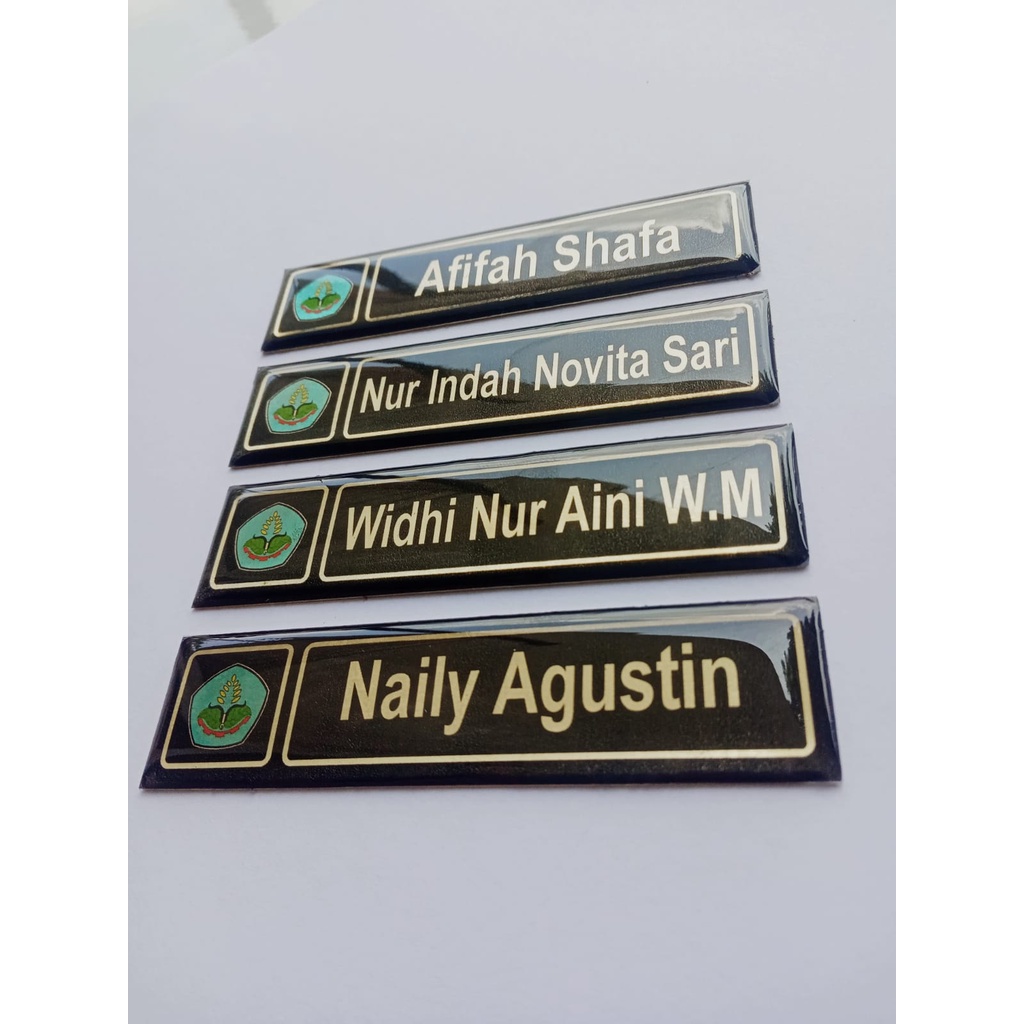 Afifah Shafa
Nur Indah Novita Sari
Widhi Nur Aini W.M
Naily Agustin